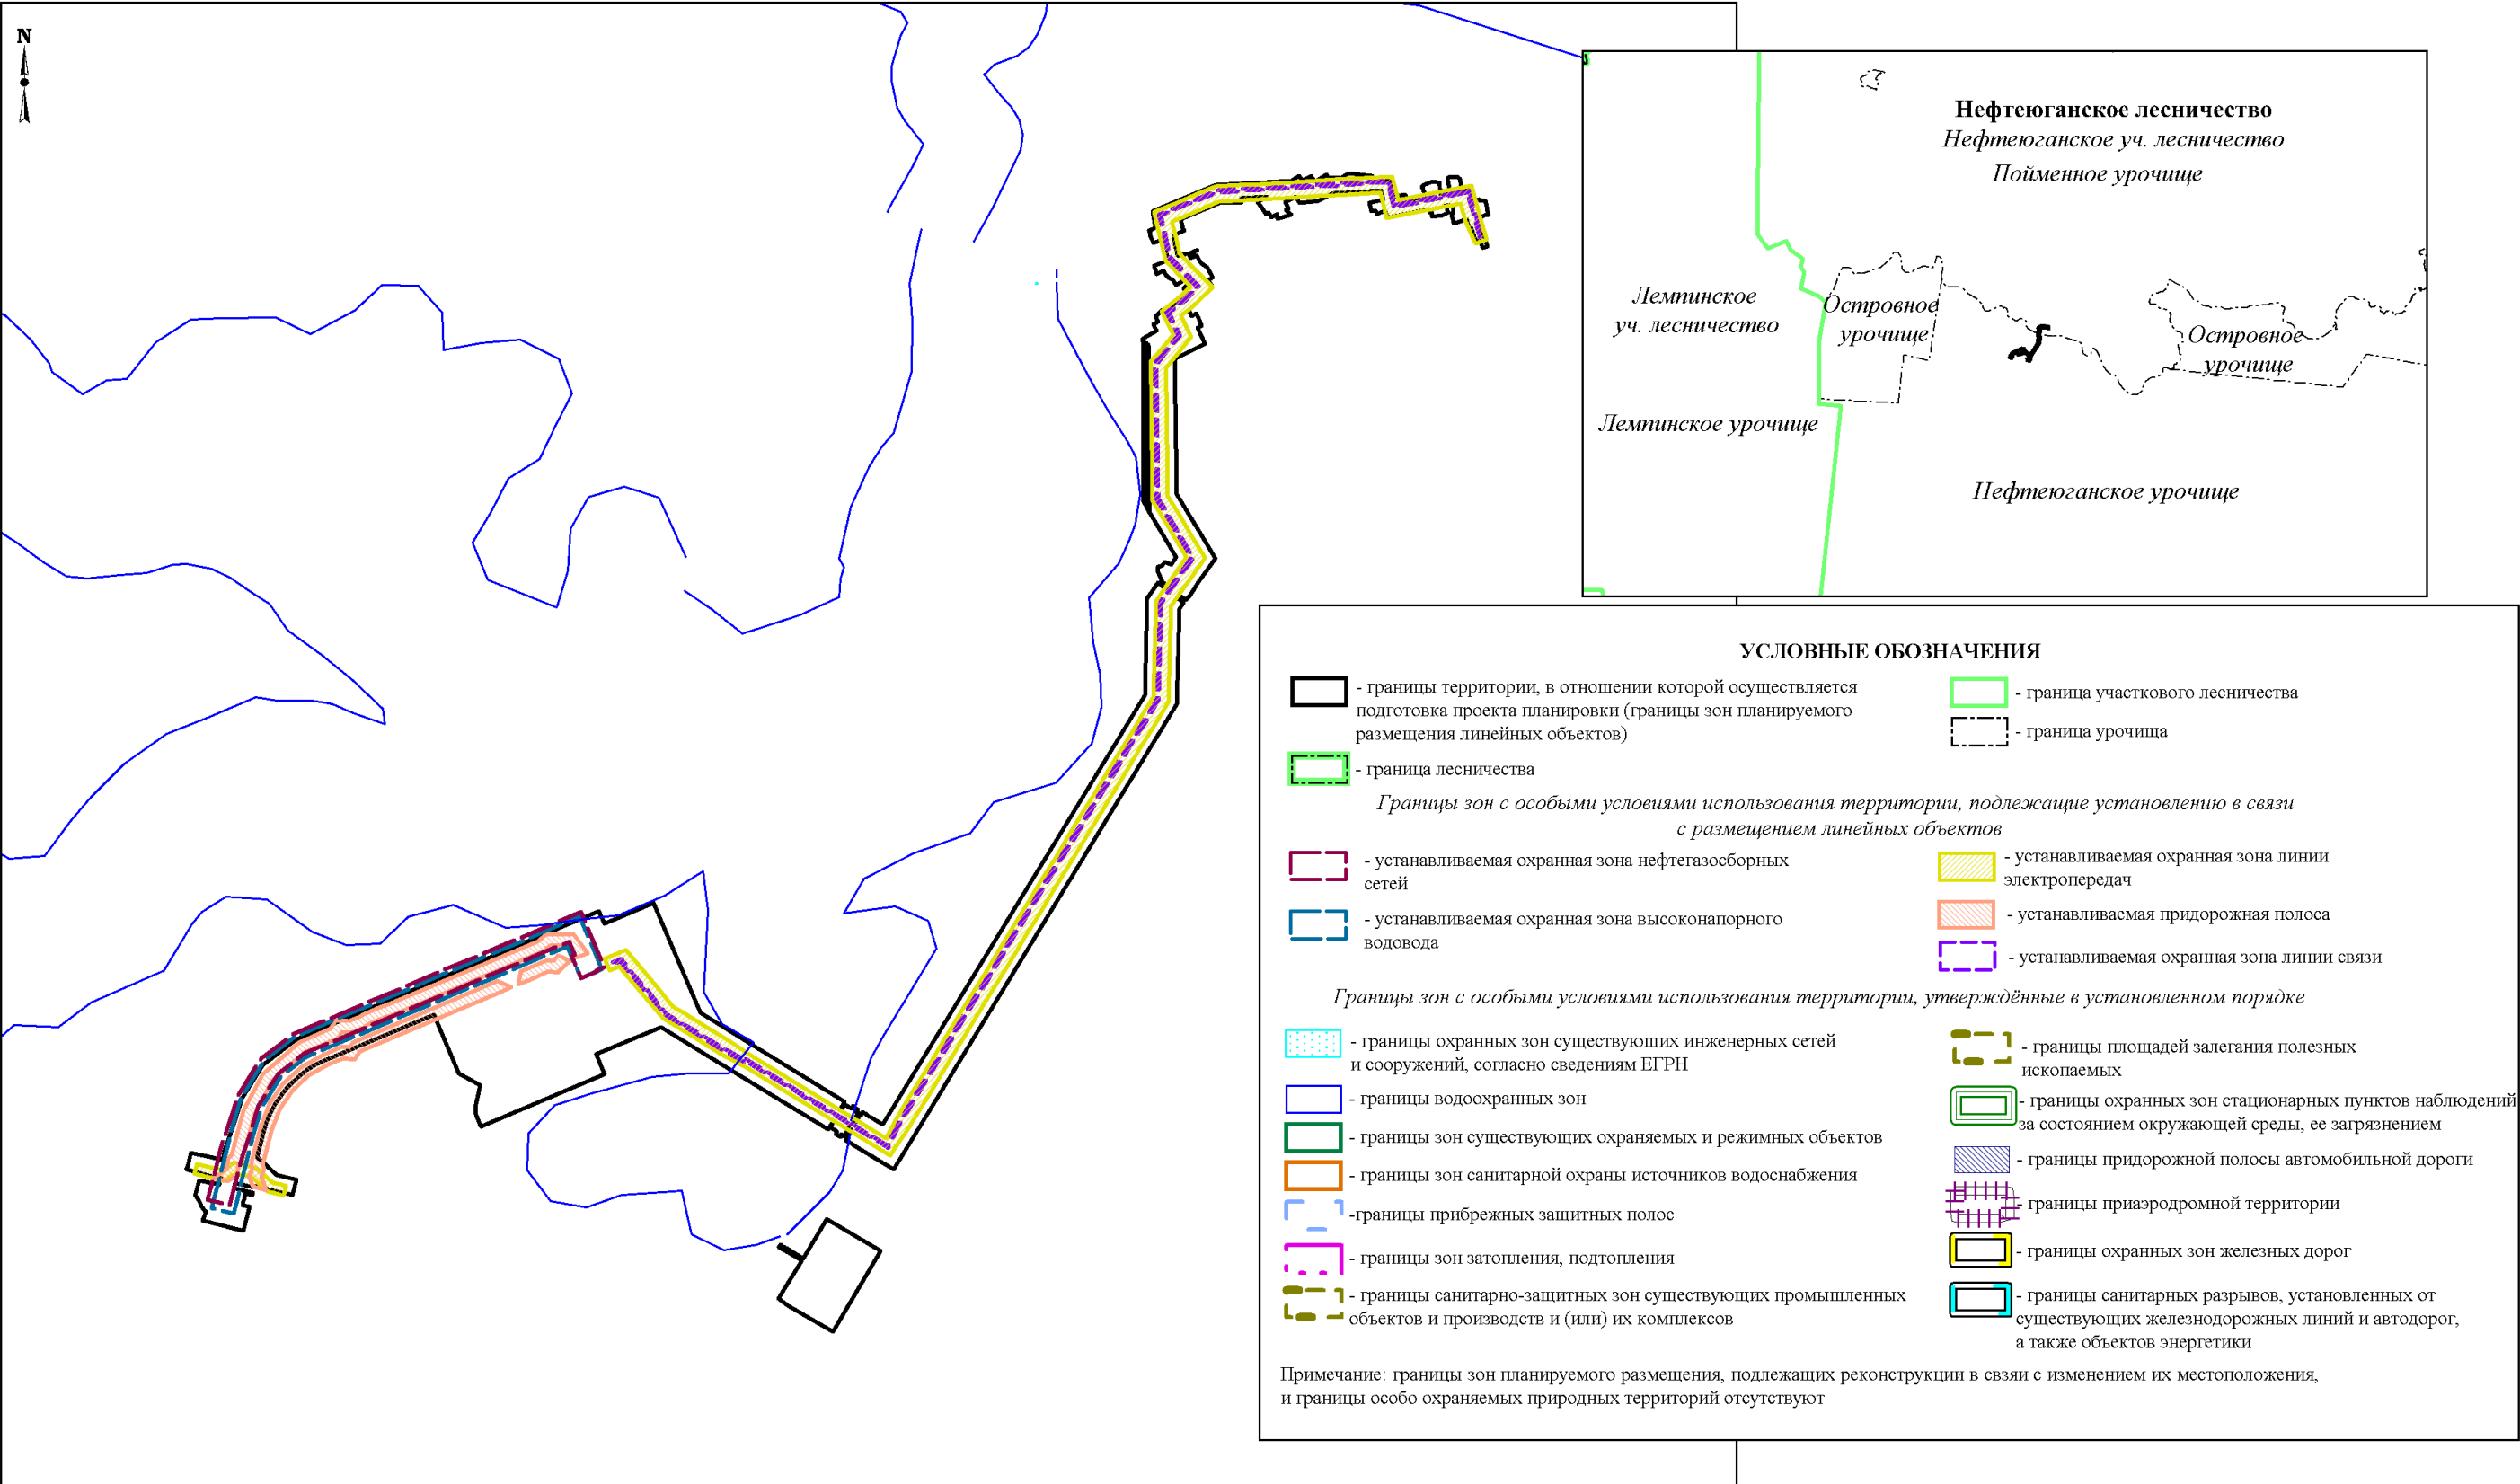 N
Нефтеюганское лесничество
Нефтеюганское уч. лесничество
Пойменное урочище
Лемпинское
уч. лесничество
Островное
урочище
Островное
урочище
Лемпинское урочище
Нефтеюганское урочище
УСЛОВНЫЕ ОБОЗНАЧЕНИЯ
- границы территории, в отношении которой осуществляется
подготовка проекта планировки (границы зон планируемого
размещения линейных объектов)
- граница лесничества
- граница участкового лесничества
- граница урочища
Границы зон с особыми условиями использования территории, подлежащие установлению в связи
с размещением линейных объектов
- устанавливаемая охранная зона нефтегазосборных
сетей
- устанавливаемая охранная зона высоконапорного
водовода
- устанавливаемая охранная зона линии
электропередач
- устанавливаемая придорожная полоса
- устанавливаемая охранная зона линии связи
Границы зон с особыми условиями использования территории, утверждённые в установленном порядке
- границы охранных зон существующих инженерных сетей
и сооружений, согласно сведениям ЕГРН
- границы водоохранных зон
- границы зон существующих охраняемых и режимных объектов
- границы зон санитарной охраны источников водоснабжения
-границы прибрежных защитных полос
- границы зон затопления, подтопления
- границы санитарно-защитных зон существующих промышленных
объектов и производств и (или) их комплексов
- границы площадей залегания полезных
ископаемых
- границы охранных зон стационарных пунктов наблюдений
за состоянием окружающей среды, ее загрязнением
- границы придорожной полосы автомобильной дороги
- границы приаэродромной территории
- границы охранных зон железных дорог
- границы санитарных разрывов, установленных от
существующих железнодорожных линий и автодорог,
а также объектов энергетики
Примечание: границы зон планируемого размещения, подлежащих реконструкции в свзяи с изменением их местоположения,
и границы особо охраняемых природных территорий отсутствуют